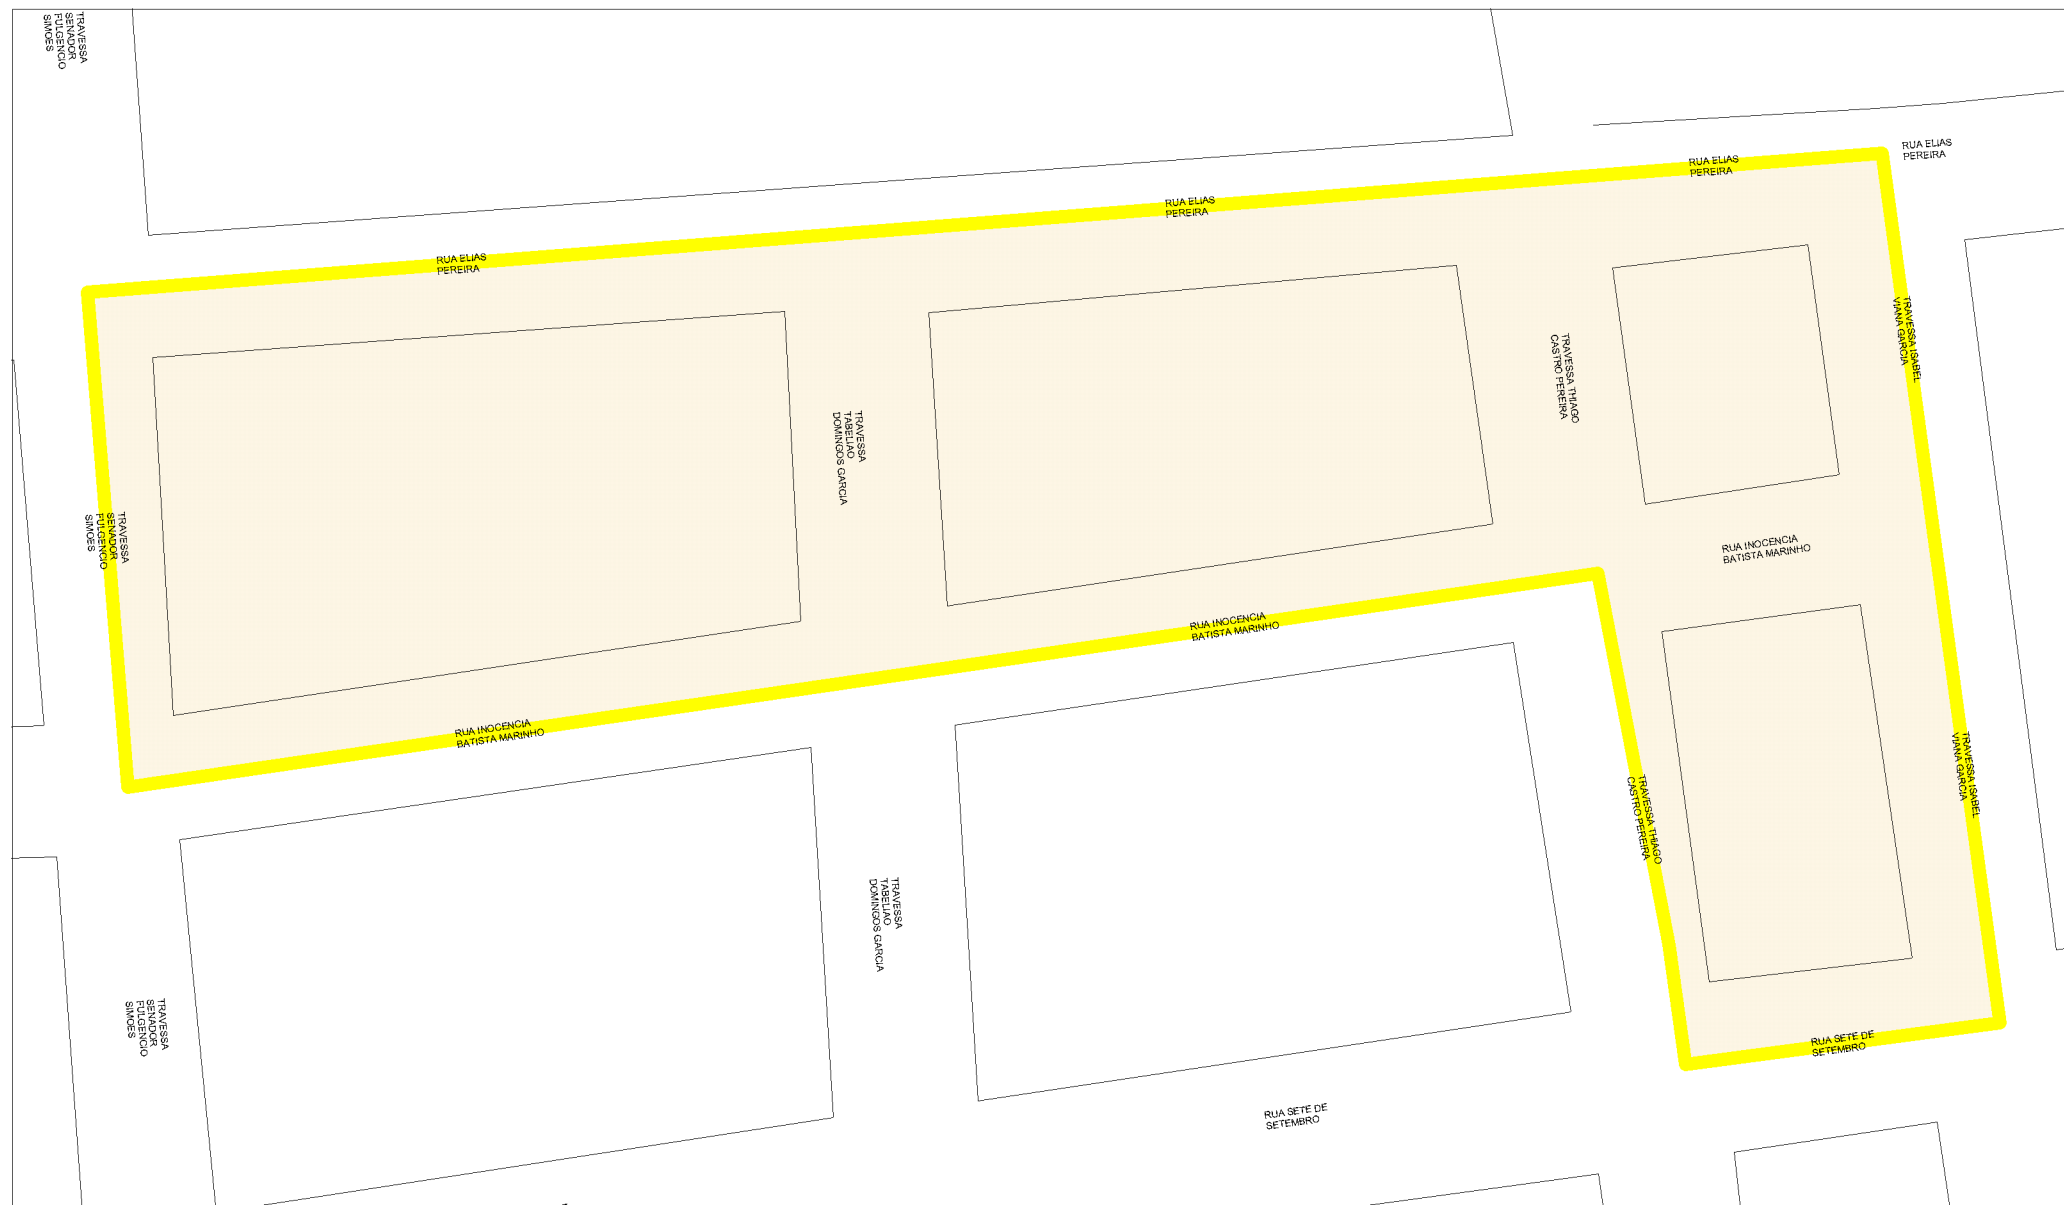 TRAVESSA
SENADOR
FULGENCIO
SIMOES
RUA ELIAS
PEREIRA
RUA ELIAS
PEREIRA
RUA ELIAS
PEREIRA
RUA ELIAS
PEREIRA
TRAVESSA ISABEL
VIANA GARCIA
TRAVESSA THIAGO
CASTRO PEREIRA
TRAVESSA
TABELIAO
DOMINGOS GARCIA
TRAVESSA
SENADOR
FULGENCIO
SIMOES
RUA INOCENCIA
BATISTA MARINHO
RUA INOCENCIA
BATISTA MARINHO
RUA INOCENCIA
BATISTA MARINHO
TRAVESSA ISABEL
VIANA GARCIA
TRAVESSA THIAGO
CASTRO PEREIRA
TRAVESSA
TABELIAO
DOMINGOS GARCIA
TRAVESSA
SENADOR
FULGENCIO
SIMOES
RUA SETE DE
SETEMBRO
RUA SETE DE
SETEMBRO